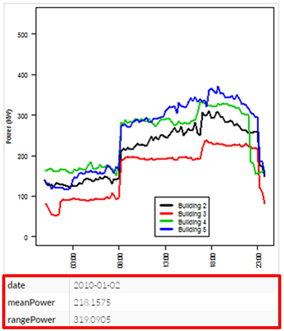 500
400
300
200
100
0
Power (kW)
03:00
08:00
13:00
18:00
23:00
Building 2
Building 3
Building 4
Building 5
date 2010-01-02
meanPower 218.1575
rangePower 319.0905